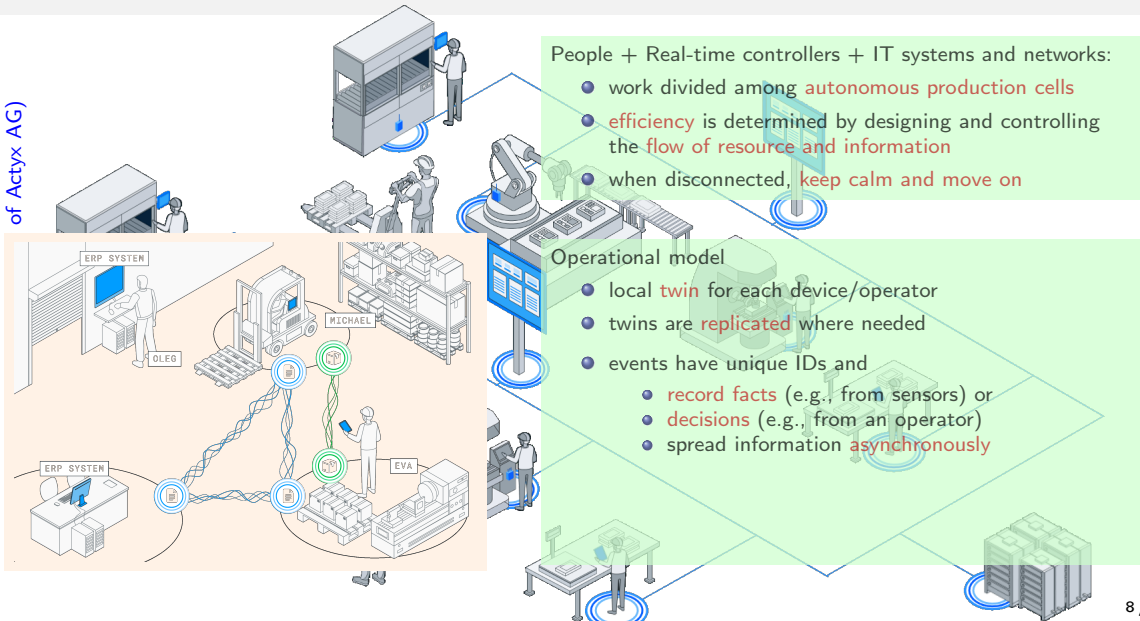 of Actyx AG)
People + Real-time controllers + IT systems and networks:
work divided among autonomous production cells
efficiency is determined by designing and controlling
the flow of resource and information
when disconnected, keep calm and move on
Operational model
local twin for each device/operator
twins are replicated where needed
events have unique IDs and
record facts (e.g., from sensors) or
decisions (e.g., from an operator)
spread information asynchronously
ERP SYSTEM
OLEG
MICHAEL
ERP SYSTEM
EVA
8/